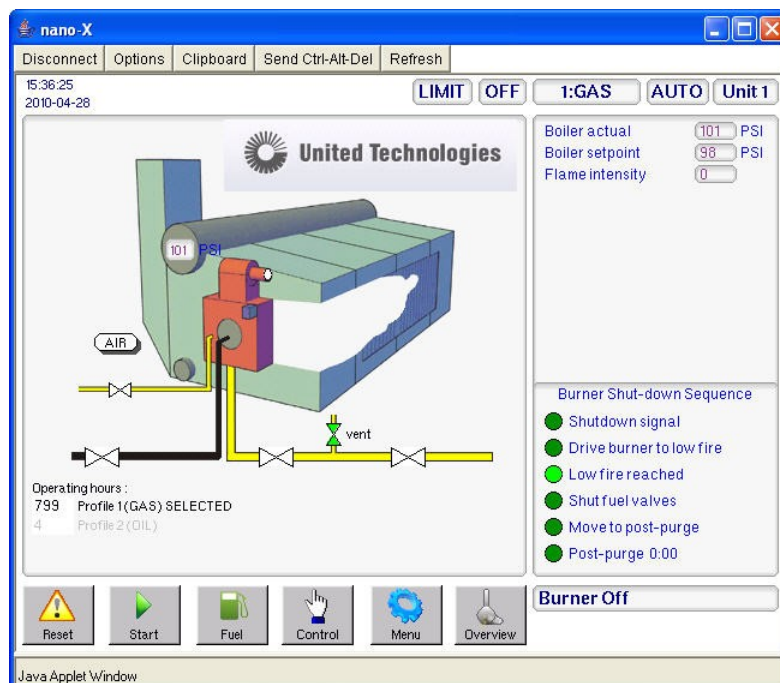 nano-X
Disconnect Options Clipboard Send Ctrl-Alt-Del Refresh
15:36:25
2010-04-28
LIMIT OFF 1:GAS AUTO Unit 1
United Technologies
Boiler actual 101 PSI
Boiler setpoint 98 PSI
Flame intensity 0
101 PSI
AIR
vent
Operating hours :
799 Profile 1(GAS) SELECTED
4 Profile 2 (OIL)
Burner Shut-down Sequence
Shutdown signal
Drive burner to low fire
Low fire reached
Shut fuel valves
Move to post-purge
Post-purge 0:00
Burner Off
Reset Start Fuel Control Menu Overview
Java Applet Window